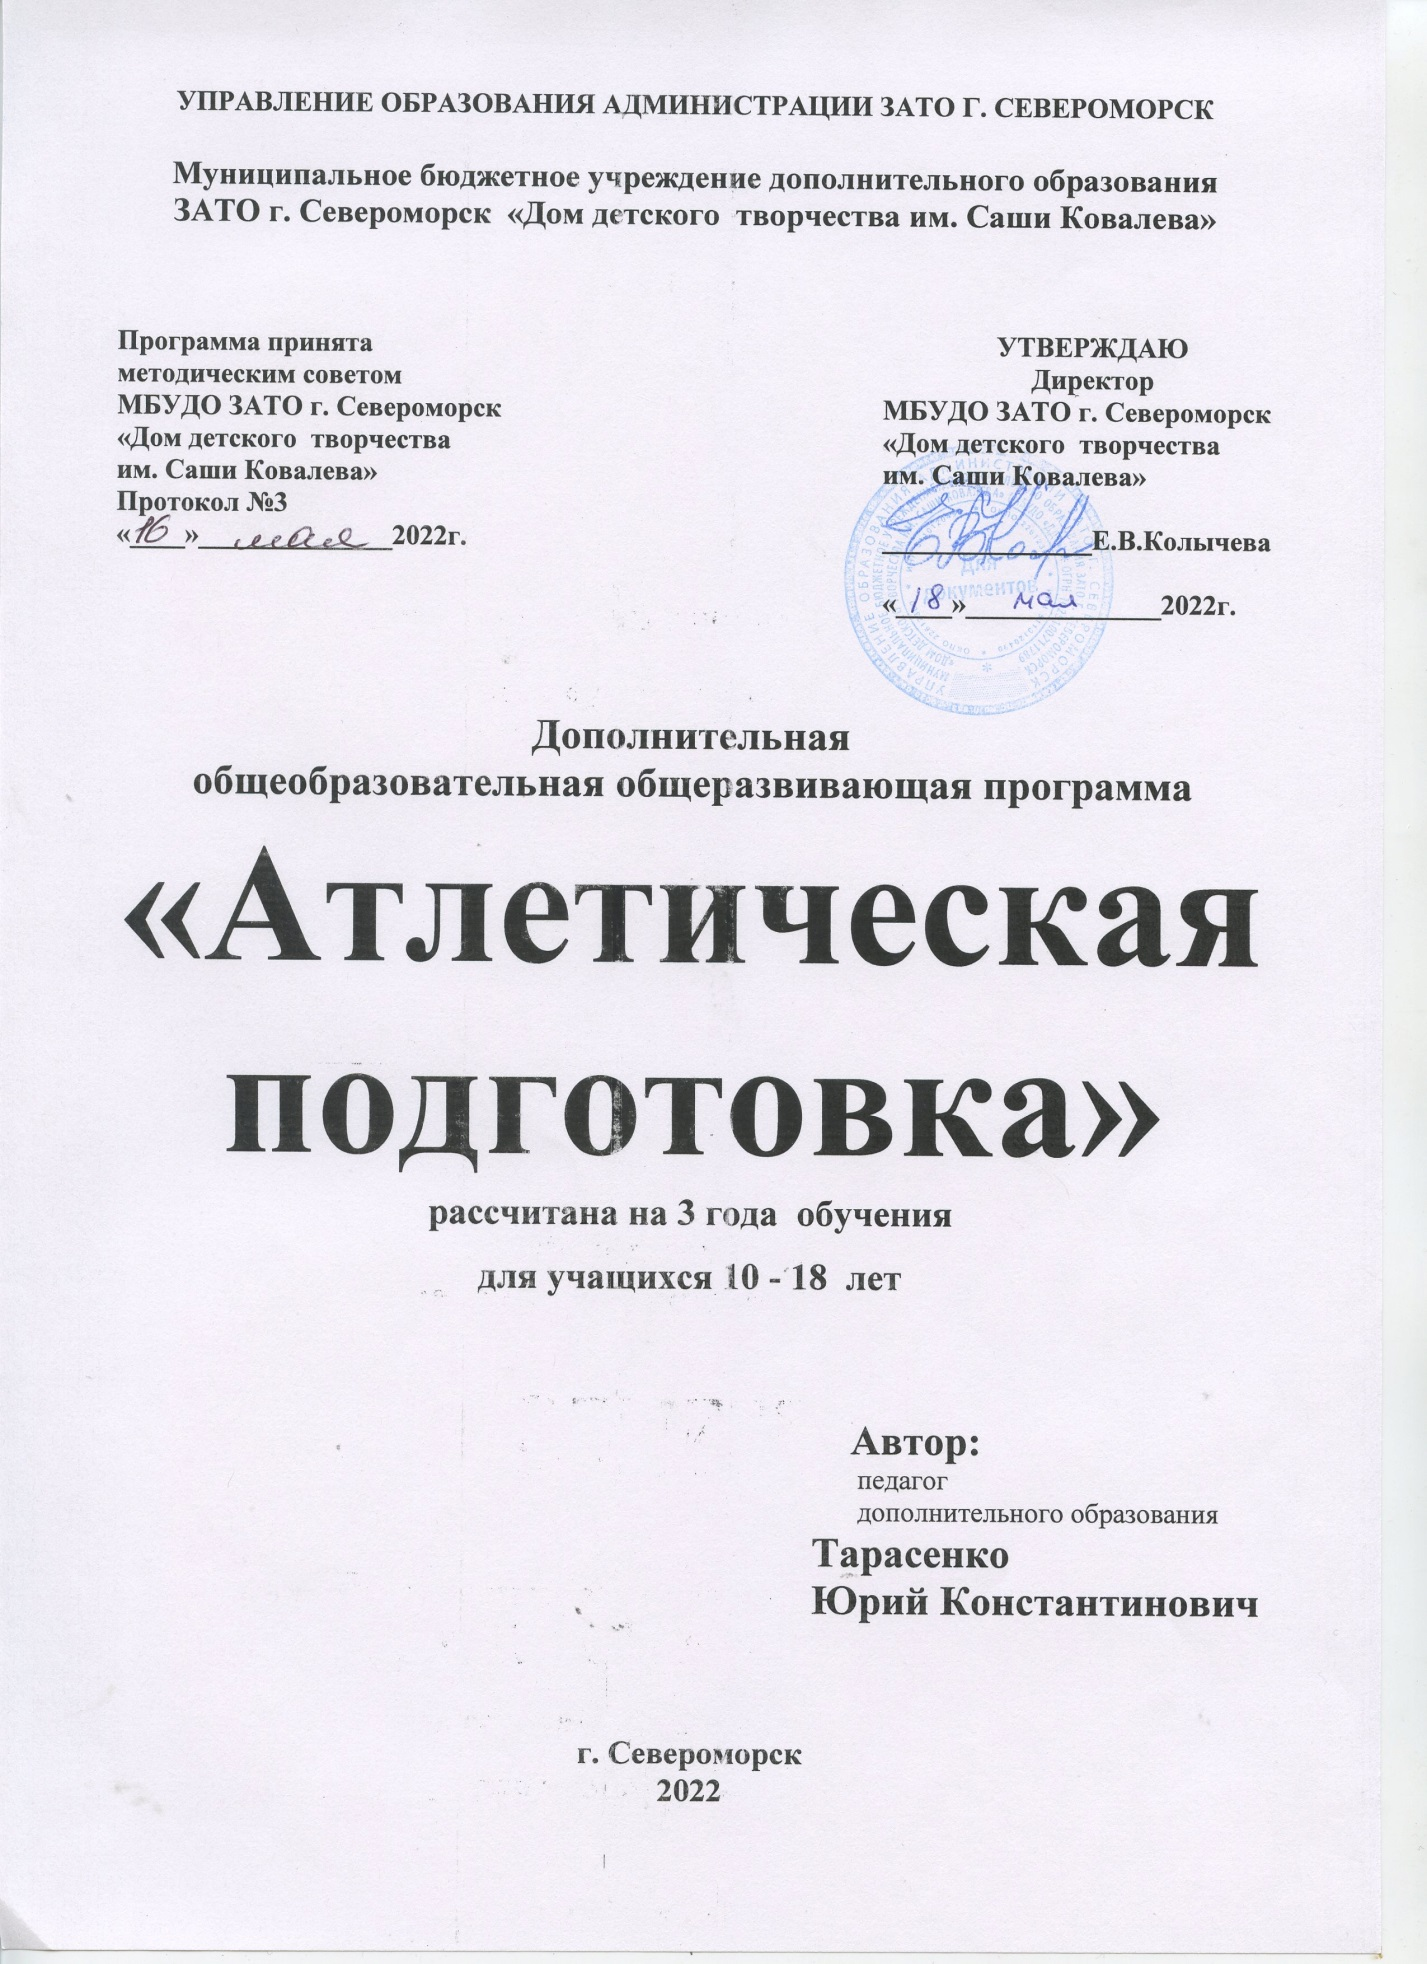 УПРАВЛЕНИЕ ОБРАЗОВАНИЯ АДМИНИСТРАЦИИ ЗАТО Г. СЕВЕРОМОРСК
Муниципальное бюджетное учреждение дополнительного образования
ЗАТО г. Североморск «Дом детского творчества им. Саши Ковалева»
Программа принята
методическим советом
МБУДО ЗАТО г. Североморск
«Дом детского творчества
им. Саши Ковалева»
Протокол №3
«16» мая 2022г.
УТВЕРЖДАЮ
Директор
МБУДО ЗАТО г. Североморск
«Дом детского творчества
им. Саши Ковалева»
Е.В.Колычева
«18» мая 2022г.
для
документов
Дополнительная
общеобразовательная общеразвивающая программа
«Атлетическая
подготовка»
рассчитана на 3 года обучения
для учащихся 10 - 18 лет
Автор:
педагог
дополнительного образования
Тарасенко
Юрий Константинович
г. Североморск
2022